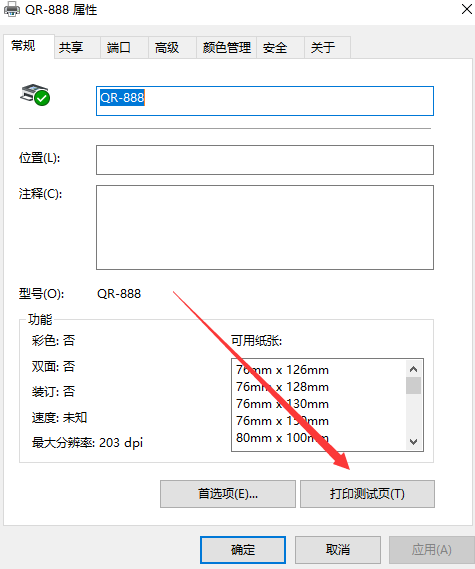 QR-888 属性
常规 共享 端口 高级 颜色管理 安全 关于
QR-888
位置(L):
注释(C):
型号(O): QR-888
功能
彩色: 否
双面: 否
装订: 否
速度: 未知
最大分辨率: 203 dpi
可用纸张:
76mm x 126mm
76mm x 128mm
76mm x 130mm
76mm x 150mm
80mm x 100mm
首选项(E)... 打印测试页(T)
确定 取消 应用(A)